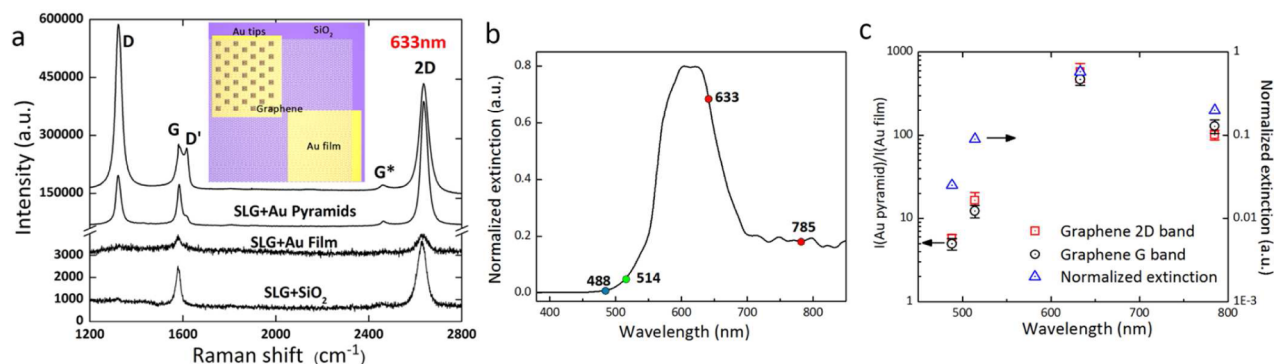 a
600000
450000
300000
150000
3000
2000
1000
0
Intensity (a.u.)
D
G
D'
G*
2D
633nm
Au tips
SiO₂
Graphene
Au film
SLG+Au Pyramids
SLG+Au Film
SLG+SiO₂
1200 1600 2000 2400 2800
Raman shift (cm⁻¹)
b
Normalized extinction (a.u.)
0.8
0.6
0.4
0.2
0.0
488
514
633
785
400 500 600 700 800
Wavelength (nm)
c
I(Au pyramid)/I(Au film)
1000
100
10
1
Graphene 2D band
Graphene G band
Normalized extinction
1
0.1
0.01
1E-3
Normalized extinction (a.u.)
500 600 700 800
Wavelength (nm)